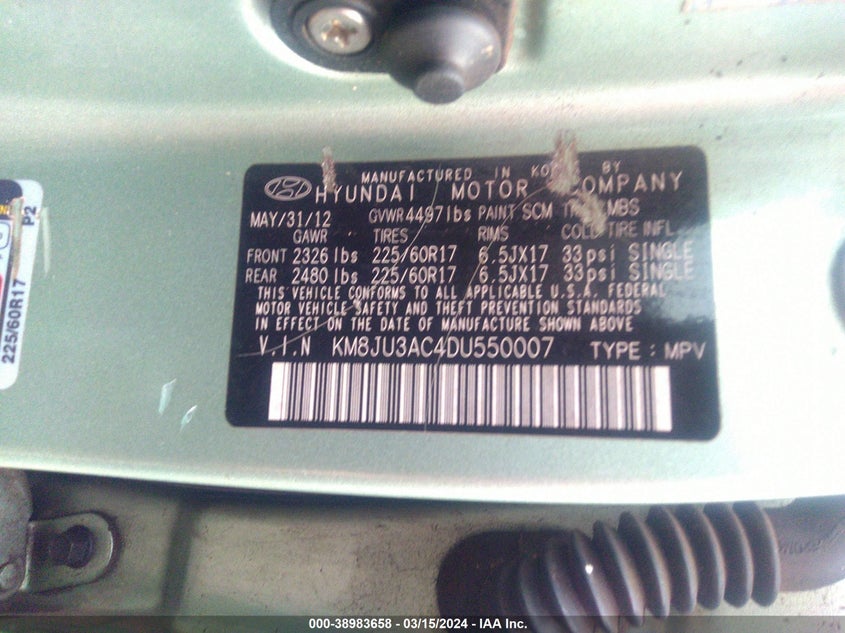 MANUFACTURED IN BY
HYUNDAI MOTOR COMPANY
MAY/31/12 GVWR 4497lbs PAINT SCM MBS
GAWR TIRES RIMS COLD TIRE INFL.
FRONT 2326 lbs 225/60R17 6.5JX17 33psi SINGLE
REAR 2480 lbs 225/60R17 6.5JX17 33psi SINGLE
THIS VEHICLE CONFORMS TO ALL APPLICABLE U.S.A. FEDERAL
MOTOR VEHICLE SAFETY AND THEFT PREVENTION STANDARDS
IN EFFECT ON THE DATE OF MANUFACTURE SHOWN ABOVE
V.I.N KM8JU3AC4DU550007 TYPE : MPV
P2
225/60R17
000-38983658 - 03/15/2024 - IAA Inc.